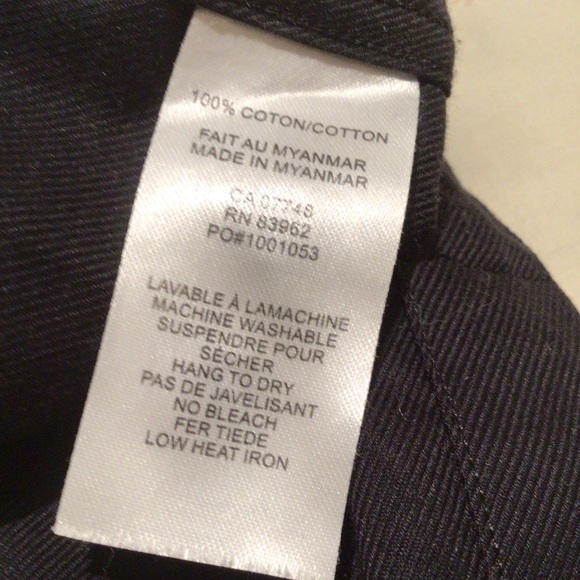 100% COTON/COTTON
FAIT AU MYANMAR
MADE IN MYANMAR
CA 07748
RN 83962
PO#1001053
LAVABLE À LAMACHINE
MACHINE WASHABLE
SUSPENDRE POUR
SÉCHER
HANG TO DRY
PAS DE JAVELISANT
NO BLEACH
FER TIEDE
LOW HEAT IRON